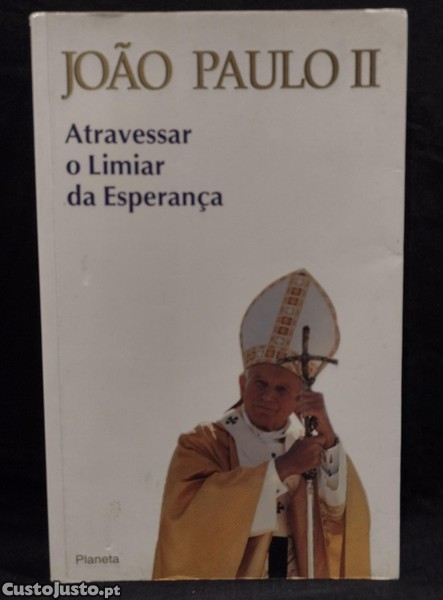 JOÃO PAULO II
Atravessar
o Limiar
da Esperança
Planeta
CustoJusto.pt